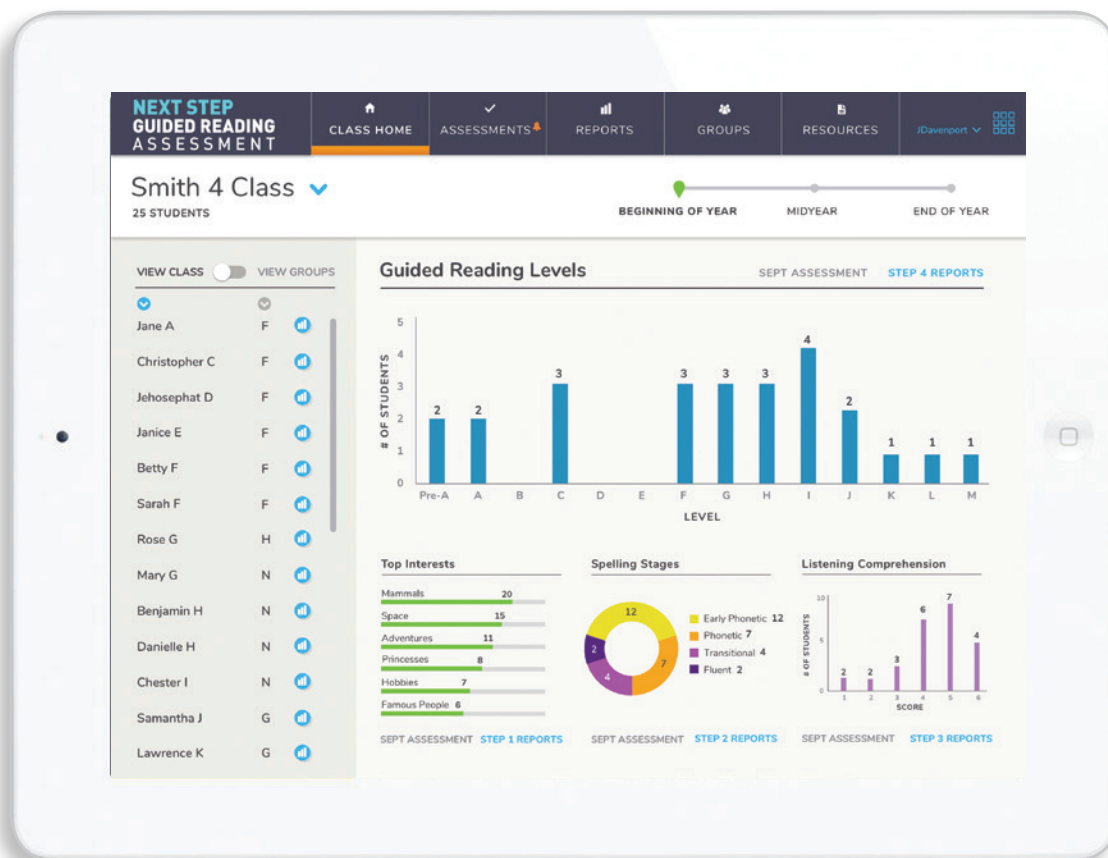 NEXT STEP
GUIDED READING
ASSESSMENT
CLASS HOME
ASSESSMENTS
REPORTS
GROUPS
RESOURCES
JDavenport
Smith 4 Class
25 STUDENTS
BEGINNING OF YEAR
MIDYEAR
END OF YEAR
VIEW CLASS VIEW GROUPS
Jane A F
Christopher C F
Jehosephat D F
Janice E F
Betty F F
Sarah F F
Rose G H
Mary G N
Benjamin H N
Danielle H N
Chester I N
Samantha J G
Lawrence K G
Guided Reading Levels
SEPT ASSESSMENT STEP 4 REPORTS
# OF STUDENTS
5
4
3
2
1
0
2 2 3 3 3 3 4 2 1 1 1
Pre-A A B C D E F G H I J K L M
LEVEL
Top Interests
Mammals 20
Space 15
Adventures 11
Princesses 8
Hobbies 7
Famous People 6
SEPT ASSESSMENT STEP 1 REPORTS
Spelling Stages
12
7
4
2
Early Phonetic 12
Phonetic 7
Transitional 4
Fluent 2
SEPT ASSESSMENT STEP 2 REPORTS
Listening Comprehension
# OF STUDENTS
10
5
0
2 2 3 6 7 4
1 2 3 4 5 6
SCORE
SEPT ASSESSMENT STEP 3 REPORTS